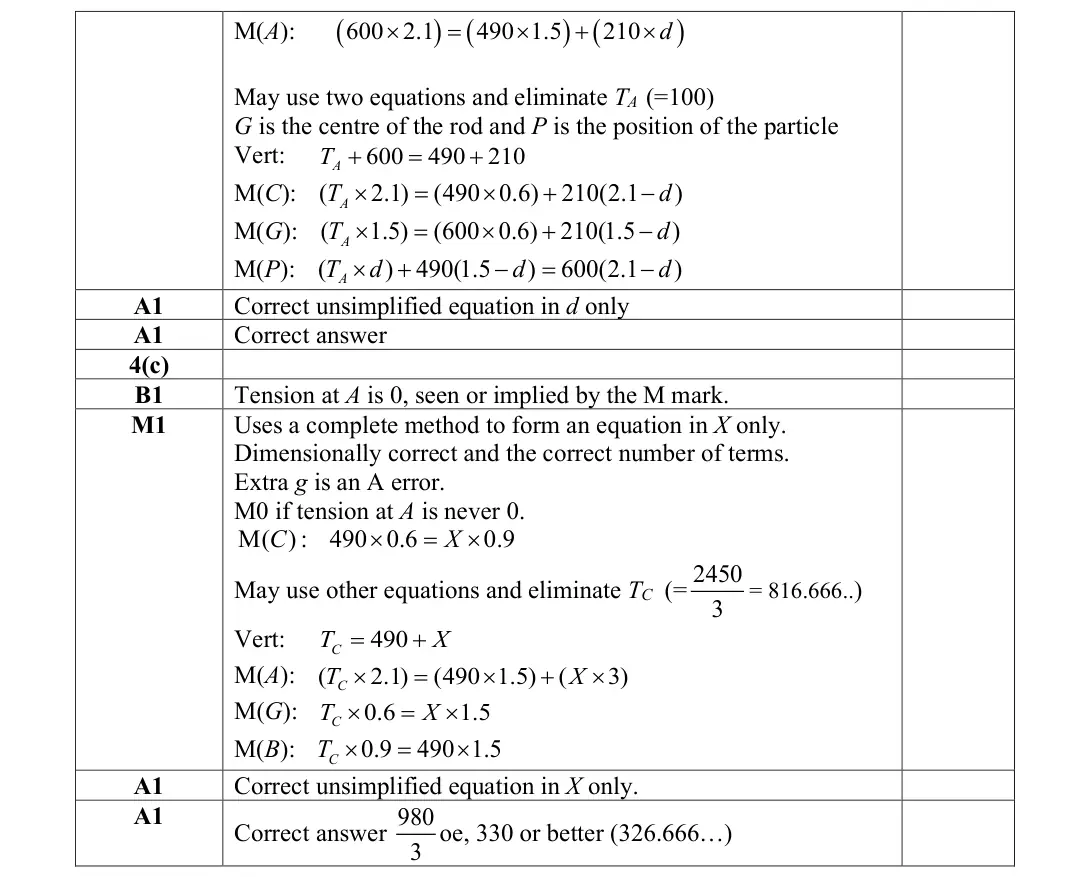 M(A): (600×2.1)=(490×1.5)+(210×d)
May use two equations and eliminate T_A (=100)
G is the centre of the rod and P is the position of the particle
Vert: T_A+600=490+210
M(C): (T_A×2.1)=(490×0.6)+210(2.1−d)
M(G): (T_A×1.5)=(600×0.6)+210(1.5−d)
M(P): (T_A×d)+490(1.5−d)=600(2.1−d)
A1 Correct unsimplified equation in d only
A1 Correct answer
4(c)
B1 Tension at A is 0, seen or implied by the M mark.
M1 Uses a complete method to form an equation in X only.
Dimensionally correct and the correct number of terms.
Extra g is an A error.
M0 if tension at A is never 0.
M(C): 490×0.6=X×0.9
May use other equations and eliminate T_C (=2450/3 = 816.666..)
Vert: T_C=490+X
M(A): (T_C×2.1)=(490×1.5)+(X×3)
M(G): T_C×0.6=X×1.5
M(B): T_C×0.9=490×1.5
A1 Correct unsimplified equation in X only.
A1 Correct answer 980/3 oe, 330 or better (326.666…)